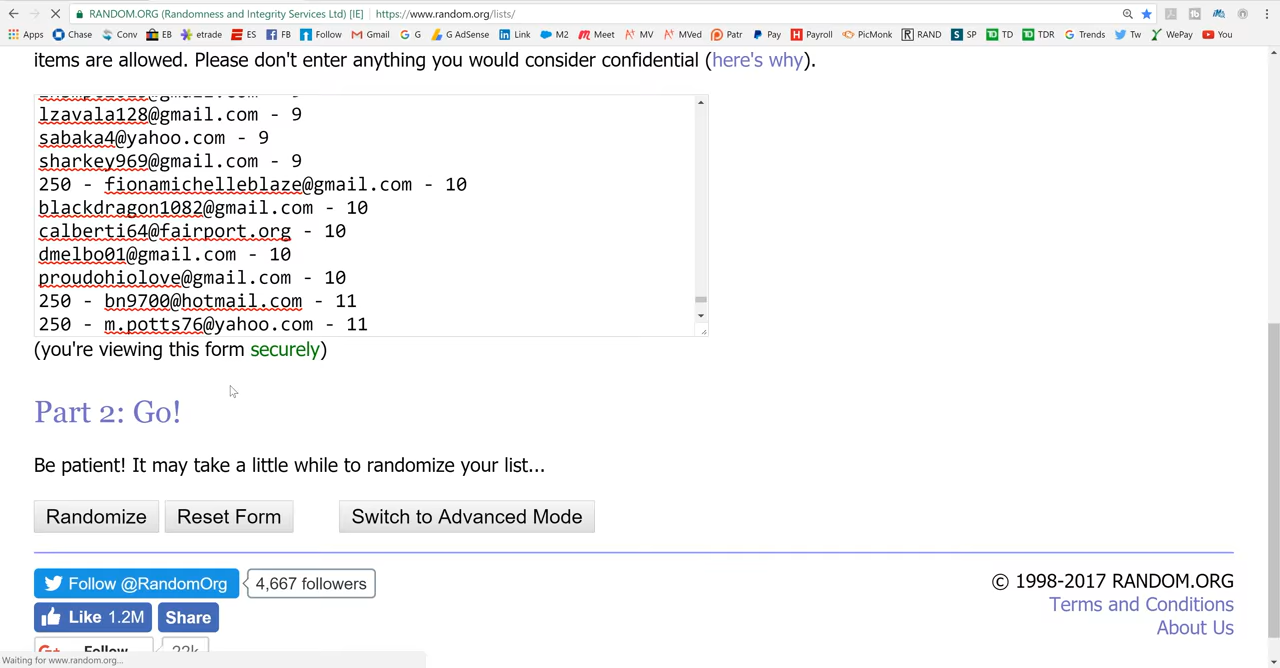 RANDOM.ORG (Randomness and Integrity Services Ltd) [IE] https://www.random.org/lists/
Apps Chase Conv EB etrade ES FB Follow Gmail G G AdSense Link M2 Meet MV MVed Patr Pay Payroll PicMonk RAND SP TD TDR Trends Tw WePay You
items are allowed. Please don't enter anything you would consider confidential (here's why).
lzavala128@gmail.com - 9
sabaka4@yahoo.com - 9
sharkey969@gmail.com - 9
250 - fionamichelleblaze@gmail.com - 10
blackdragon1082@gmail.com - 10
calberti64@fairport.org - 10
dmelbo01@gmail.com - 10
proudohiolove@gmail.com - 10
250 - bn9700@hotmail.com - 11
250 - m.potts76@yahoo.com - 11
(you're viewing this form securely)
Part 2: Go!
Be patient! It may take a little while to randomize your list...
Randomize Reset Form Switch to Advanced Mode
Follow @RandomOrg 4,667 followers
© 1998-2017 RANDOM.ORG
Like 1.2M Share
Terms and Conditions
About Us
Follow 22k
Waiting for www.random.org...